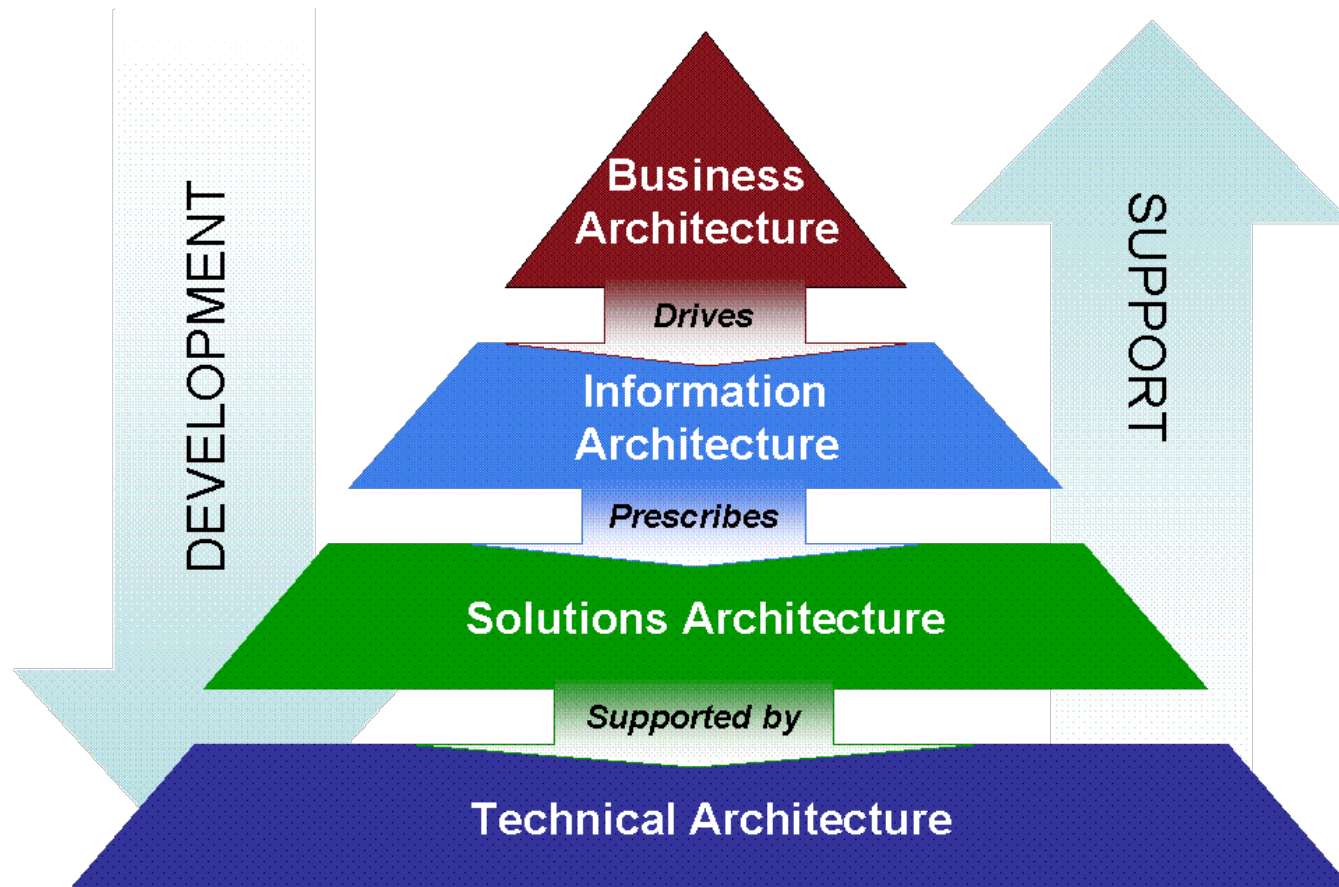 DEVELOPMENT
Business
Architecture
Drives
Information
Architecture
Prescribes
Solutions Architecture
Supported by
Technical Architecture
SUPPORT